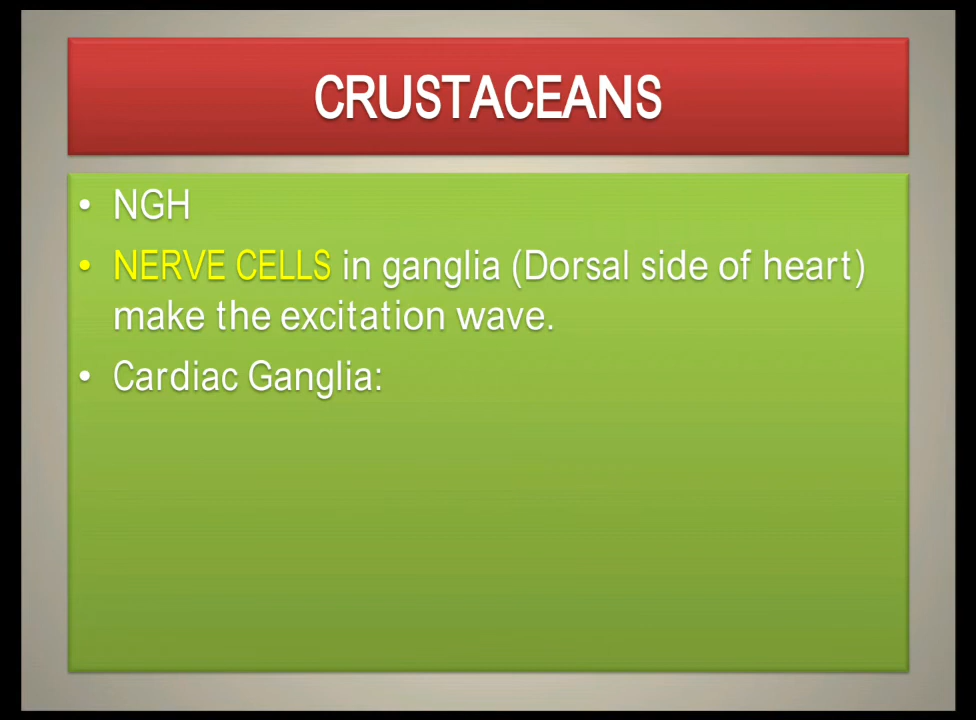 CRUSTACEANS
• NGH
• NERVE CELLS in ganglia (Dorsal side of heart)
make the excitation wave.
• Cardiac Ganglia: